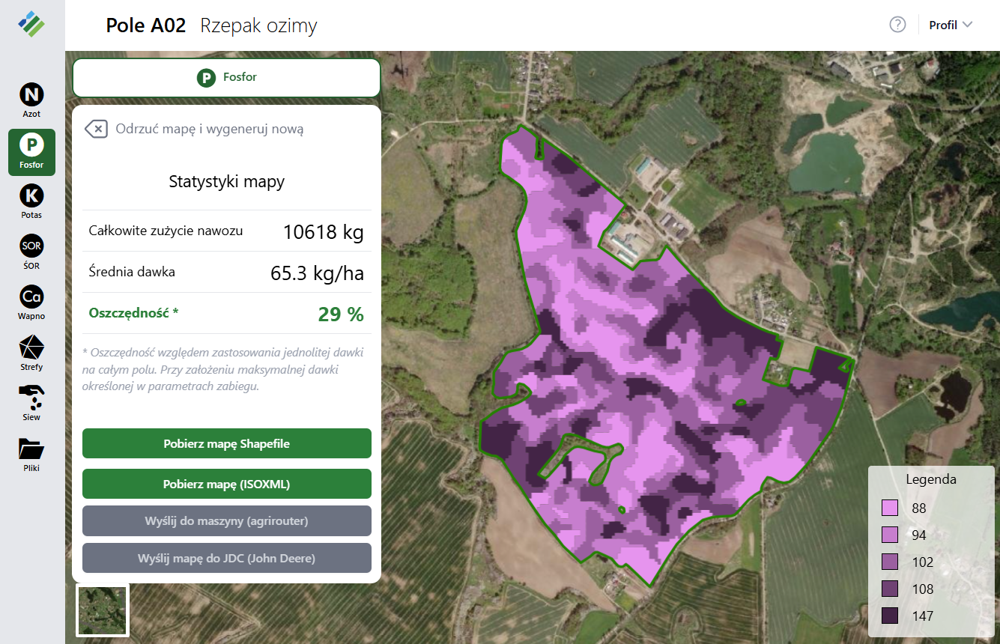 Pole A02 Rzepak ozimy
? Profil
N
Azot
P
Fosfor
K
Potas
SOR
ŚOR
Ca
Wapno
Strefy
Siew
Pliki
P Fosfor
Odrzuć mapę i wygeneruj nową
Statystyki mapy
Całkowite zużycie nawozu 10618 kg
Średnia dawka 65.3 kg/ha
Oszczędność * 29 %
* Oszczędność względem zastosowania jednolitej dawki
na całym polu. Przy założeniu maksymalnej dawki
określonej w parametrach zabiegu.
Pobierz mapę Shapefile
Pobierz mapę (ISOXML)
Wyślij do maszyny (agrirouter)
Wyślij mapę do JDC (John Deere)
Legenda
88
94
102
108
147